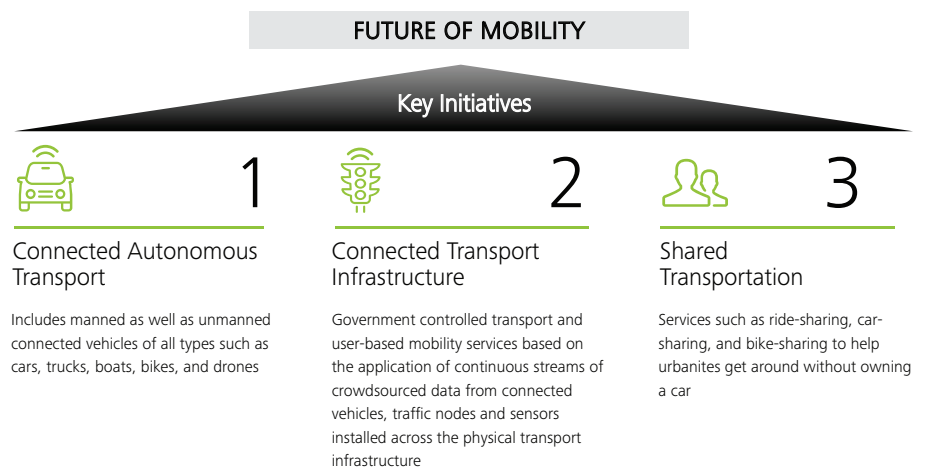 FUTURE OF MOBILITY
Key Initiatives
1
Connected Autonomous
Transport
Includes manned as well as unmanned
connected vehicles of all types such as
cars, trucks, boats, bikes, and drones
2
Connected Transport
Infrastructure
Government controlled transport and
user-based mobility services based on
the application of continuous streams of
crowdsourced data from connected
vehicles, traffic nodes and sensors
installed across the physical transport
infrastructure
3
Shared
Transportation
Services such as ride-sharing, car-
sharing, and bike-sharing to help
urbanites get around without owning
a car